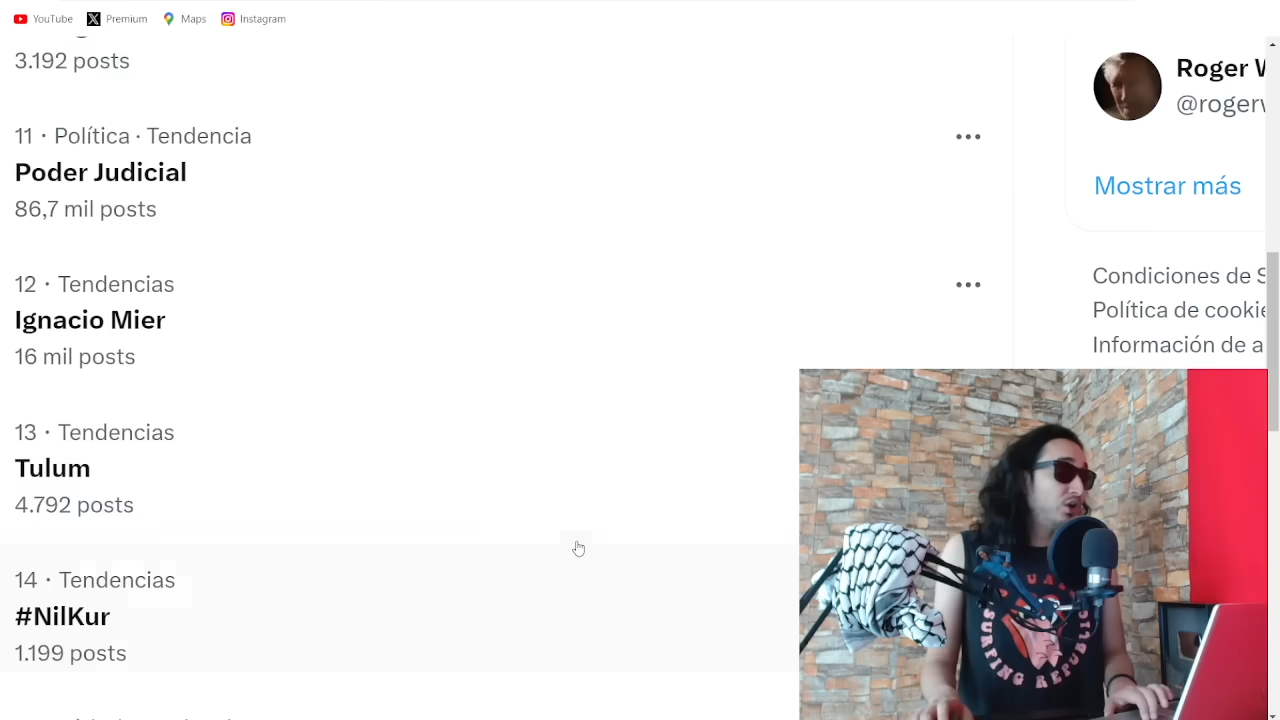 YouTube Premium Maps Instagram
3.192 posts
11 · Política · Tendencia
Poder Judicial
86,7 mil posts
12 · Tendencias
Ignacio Mier
16 mil posts
13 · Tendencias
Tulum
4.792 posts
14 · Tendencias
#NilKur
1.199 posts
Roger W
@rogerw
Mostrar más
Condiciones de S
Política de cookie
Información de a
SURFING REPUBLIC